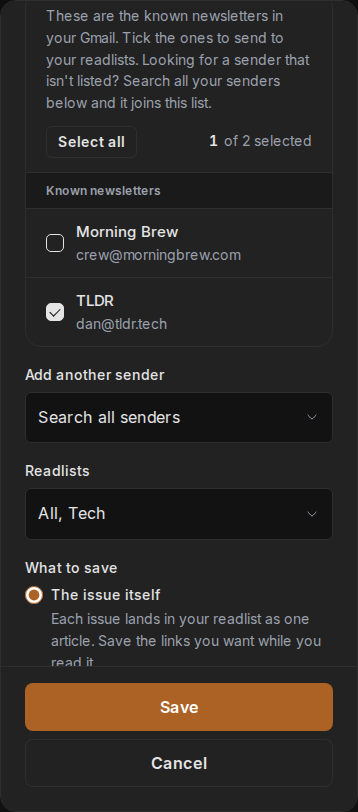 These are the known newsletters in
your Gmail. Tick the ones to send to
your readlists. Looking for a sender that
isn't listed? Search all your senders
below and it joins this list.
Select all
1 of 2 selected
Known newsletters
Morning Brew
crew@morningbrew.com
TLDR
dan@tldr.tech
Add another sender
Search all senders
Readlists
All, Tech
What to save
The issue itself
Each issue lands in your readlist as one
article. Save the links you want while you
read it
Save
Cancel